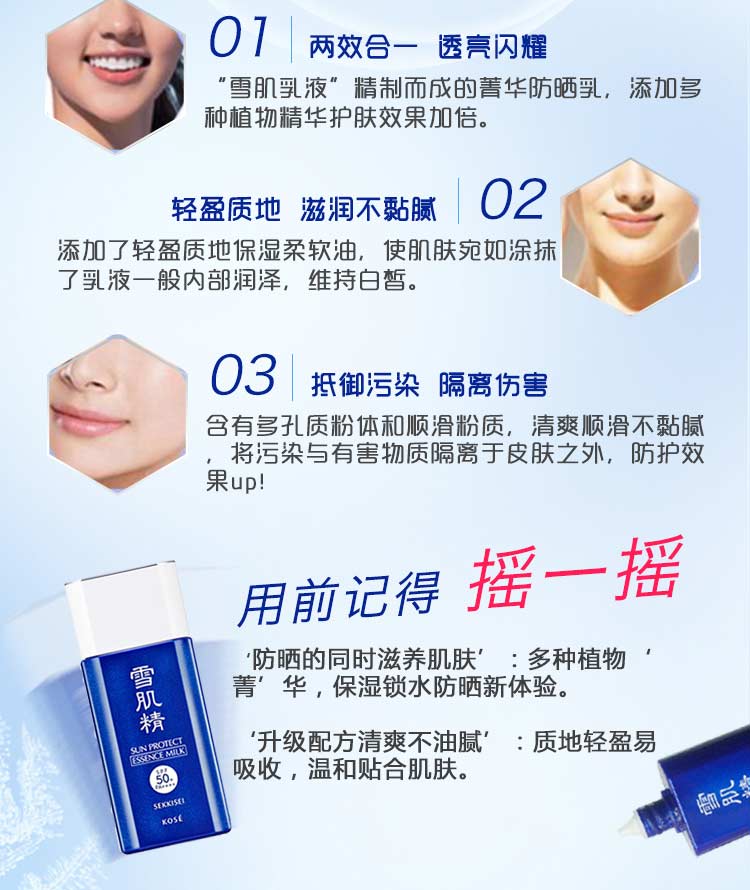 01 两效合一 透亮闪耀
“雪肌乳液”精制而成的菁华防晒乳，添加多
种植物精华护肤效果加倍。
轻盈质地 滋润不黏腻 02
添加了轻盈质地保湿柔软油，使肌肤宛如涂抹
了乳液一般内部润泽，维持白皙。
03 抵御污染 隔离伤害
含有多孔质粉体和顺滑粉质，清爽顺滑不黏腻
，将污染与有害物质隔离于皮肤之外，防护效
果up!
用前记得 摇一摇
‘防晒的同时滋养肌肤’：多种植物‘
菁’华，保湿锁水防晒新体验。
‘升级配方清爽不油腻’：质地轻盈易
吸收，温和贴合肌肤。
雪肌精
SUN PROTECT
ESSENCE MILK
SPF
50+
PA++++
SEKKISEI
KOSÉ
雪肌精